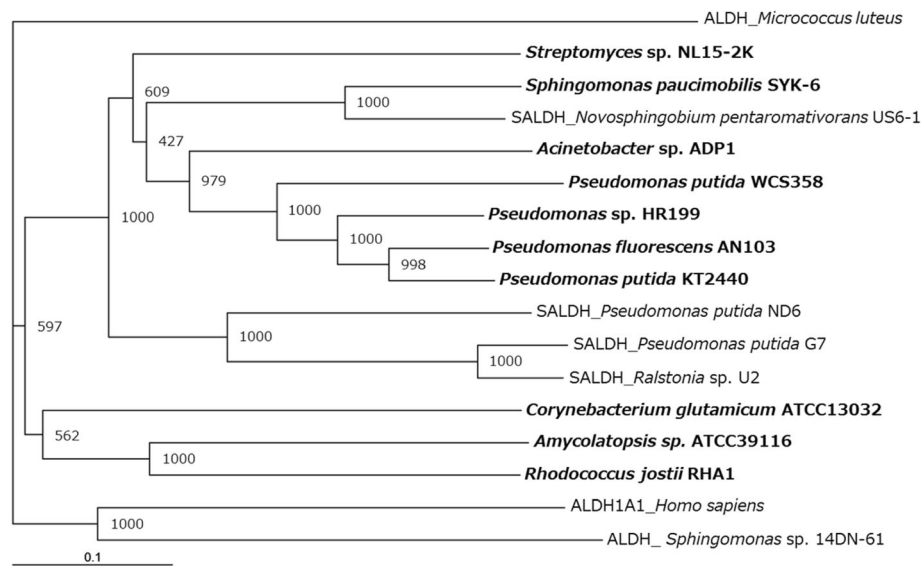 ALDH_Micrococcus luteus
Streptomyces sp. NL15-2K
609
Sphingomonas paucimobilis SYK-6
1000
SALDH_Novosphingobium pentaromativorans US6-1
427
Acinetobacter sp. ADP1
979
Pseudomonas putida WCS358
1000
1000
Pseudomonas sp. HR199
1000
Pseudomonas fluorescens AN103
998
Pseudomonas putida KT2440
SALDH_Pseudomonas putida ND6
597
1000
SALDH_Pseudomonas putida G7
1000
SALDH_Ralstonia sp. U2
Corynebacterium glutamicum ATCC13032
562
Amycolatopsis sp. ATCC39116
1000
Rhodococcus jostii RHA1
ALDH1A1_Homo sapiens
1000
ALDH_ Sphingomonas sp. 14DN-61
0.1